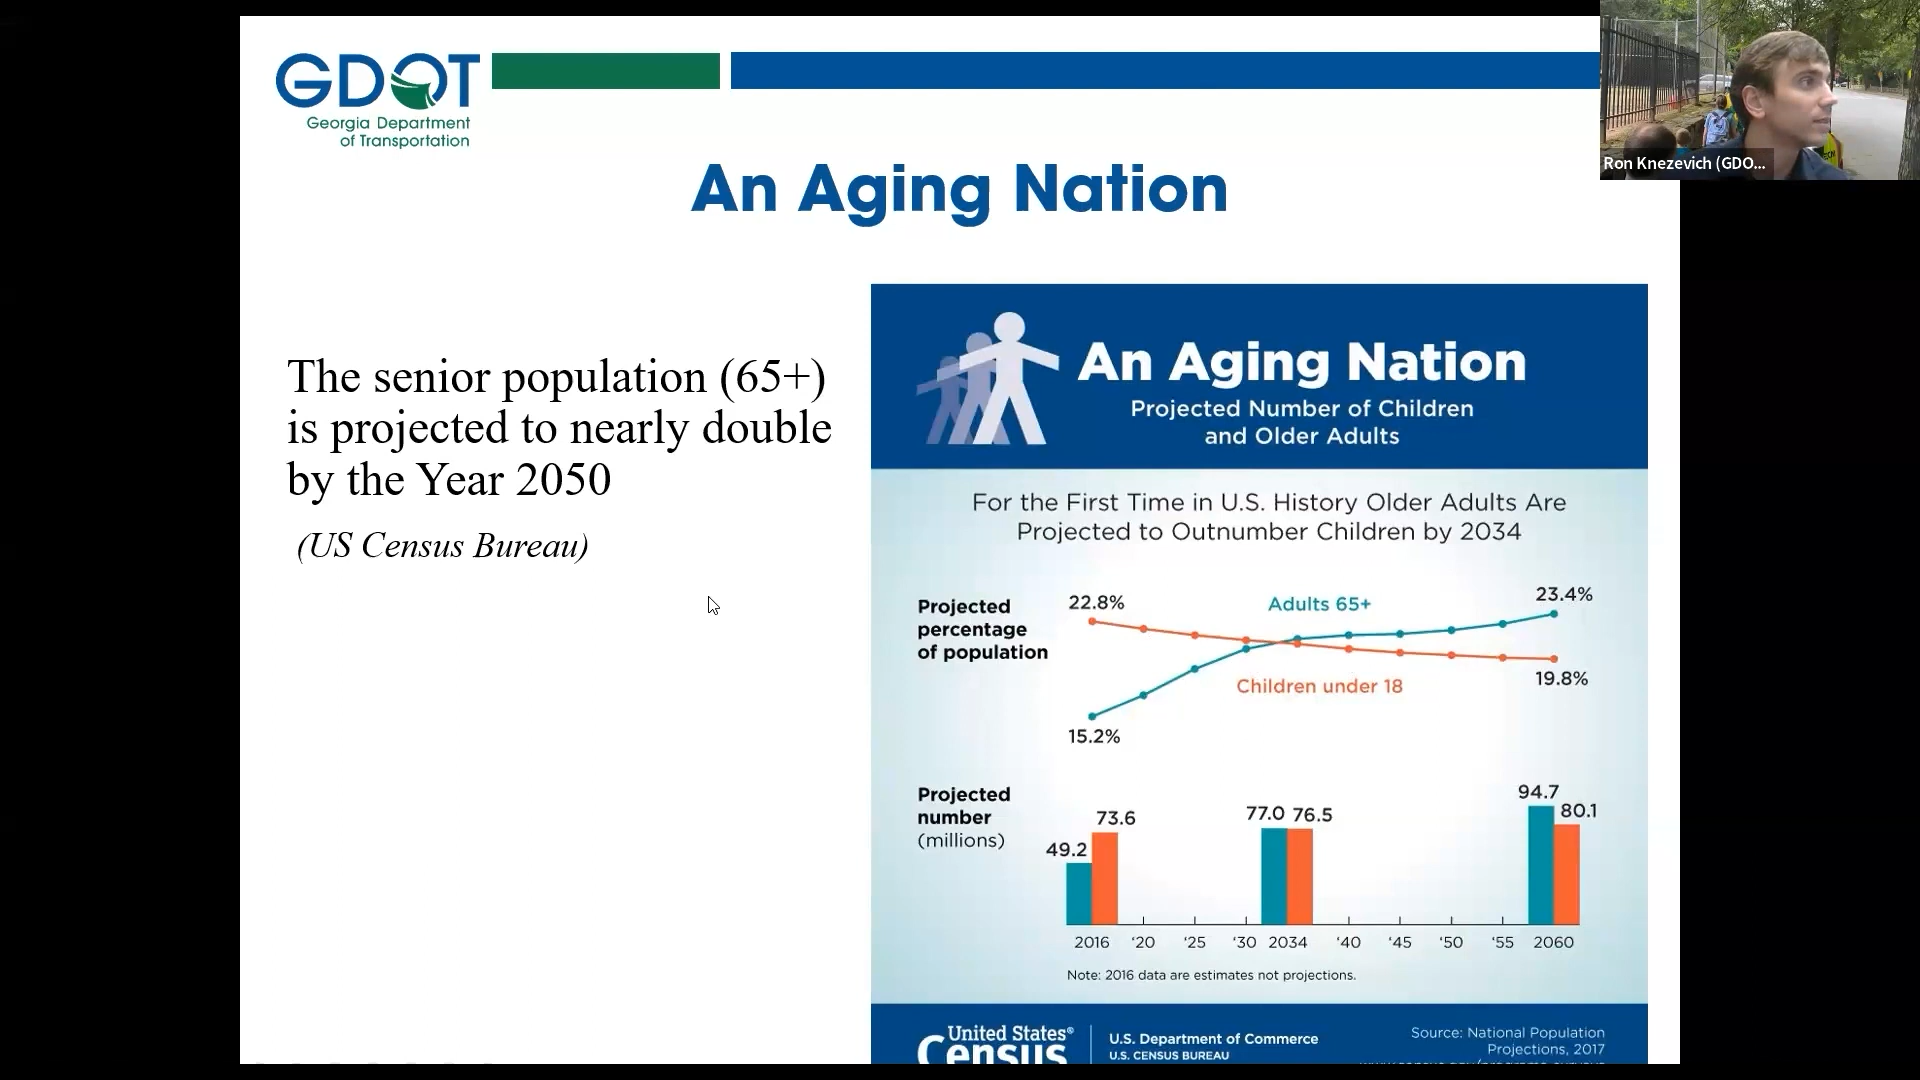 GDOT
Georgia Department
of Transportation
Ron Knezevich (GDO...
An Aging Nation
The senior population (65+)
is projected to nearly double
by the Year 2050
(US Census Bureau)
An Aging Nation
Projected Number of Children
and Older Adults
For the First Time in U.S. History Older Adults Are
Projected to Outnumber Children by 2034
Projected
percentage
of population
22.8%
Adults 65+
23.4%
Children under 18
19.8%
15.2%
Projected
number
(millions)
49.2
73.6
77.0 76.5
94.7
80.1
2016 ‘20 ‘25 ‘30 2034 ‘40 ‘45 ‘50 ‘55 2060
Note: 2016 data are estimates not projections.
United States®
Census
U.S. Department of Commerce
U.S. CENSUS BUREAU
Source: National Population
Projections, 2017